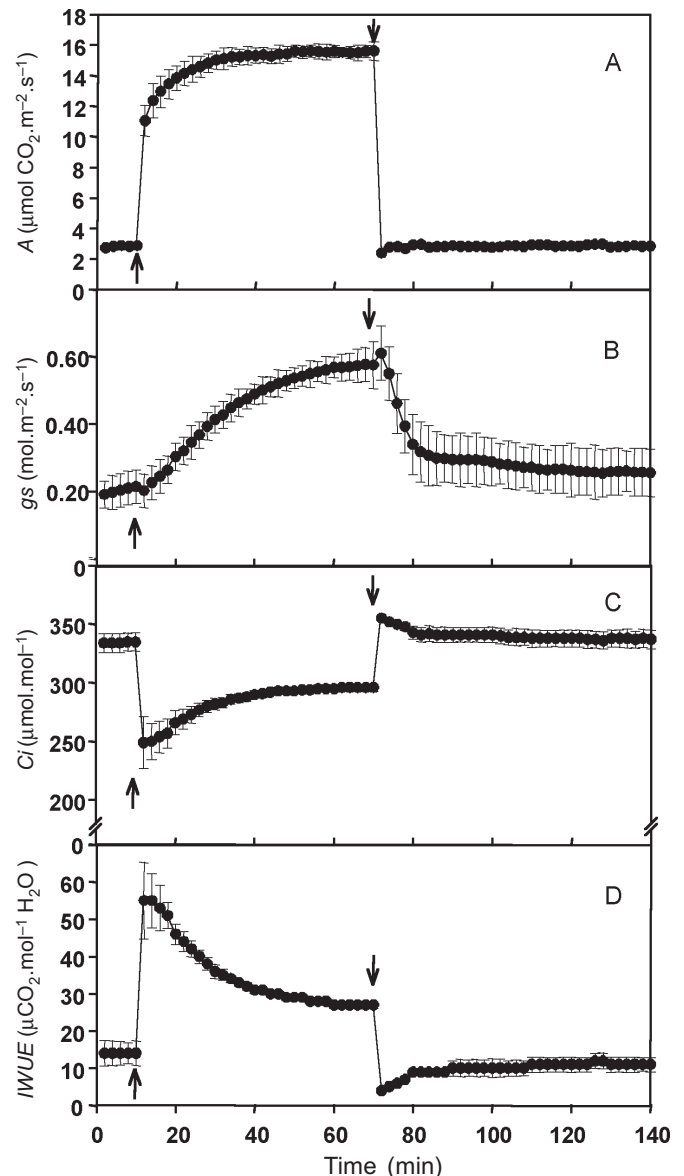 18
16
14
12
10
8
6
4
2
0
A (μmol CO₂.m⁻².s⁻¹)
A
0.60
0.40
0.20
0
gs (mol.m⁻².s⁻¹)
B
350
300
250
200
0
Ci (μmol.mol⁻¹)
C
60
50
40
30
20
10
0
IWUE (μCO₂.mol⁻¹ H₂O )
D
0 20 40 60 80 100 120 140
Time (min)